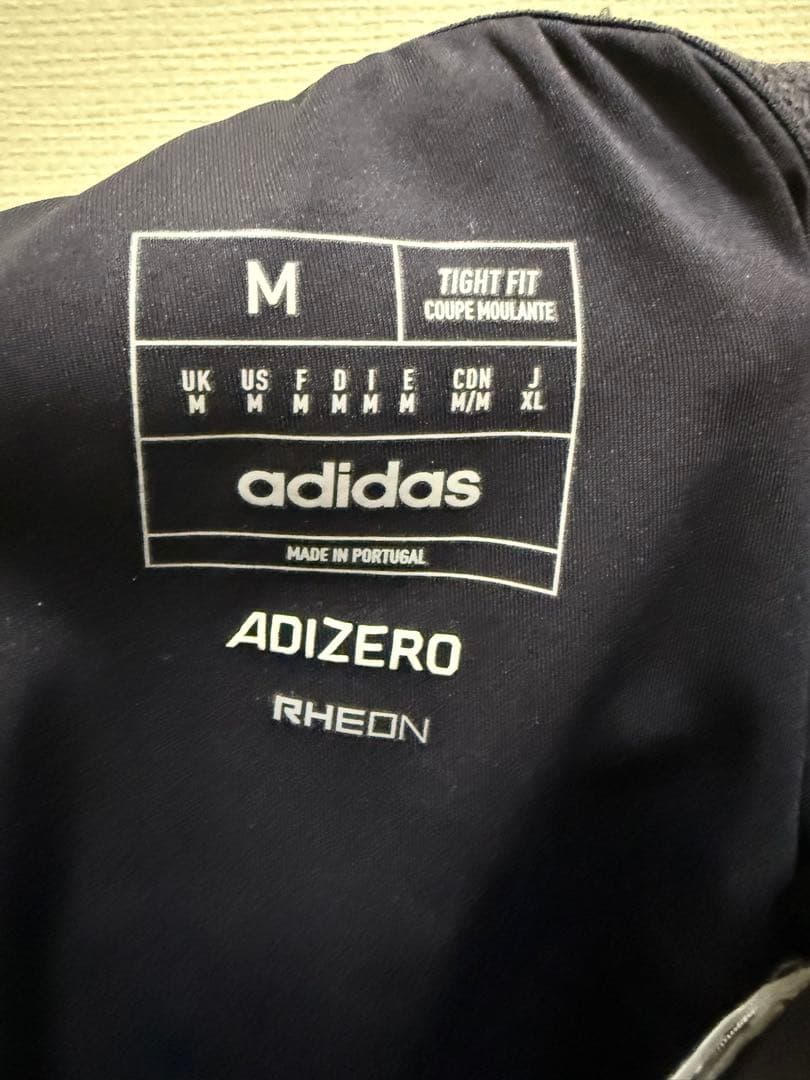 M
TIGHT FIT
COUPE MOULANTE
UK US F D I E CDN J
M M M M M M M/M XL
adidas
MADE IN PORTUGAL
ADIZERO
RHEON